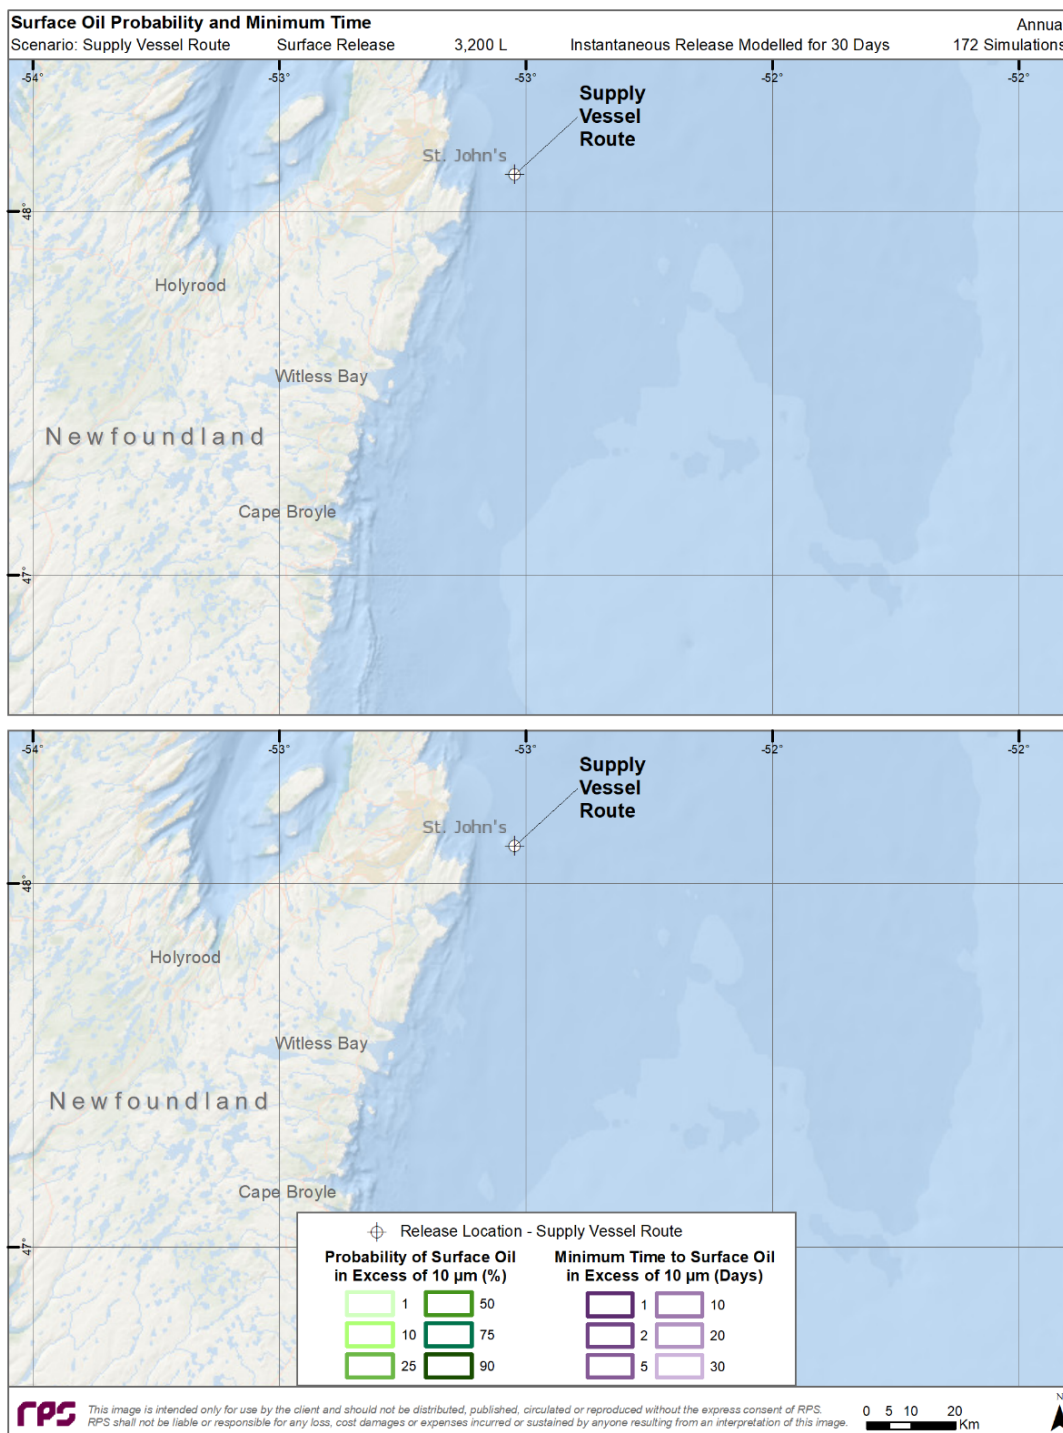 Surface Oil Probability and Minimum Time
Annua
Scenario: Supply Vessel Route Surface Release 3,200 L Instantaneous Release Modelled for 30 Days 172 Simulations
-54° -53° -53° -52° -52°
Supply
Vessel
Route
St. John's
48°
Holyrood
Witless Bay
Newfoundland
Cape Broyle
47°
-54° -53° -53° -52° -52°
Supply
Vessel
Route
St. John's
48°
Holyrood
Witless Bay
Newfoundland
Cape Broyle
47°
Release Location - Supply Vessel Route
Probability of Surface Oil
in Excess of 10 µm (%)
1 50
10 75
25 90
Minimum Time to Surface Oil
in Excess of 10 µm (Days)
1 10
2 20
5 30
rps
This image is intended only for use by the client and should not be distributed, published, circulated or reproduced without the express consent of RPS.
RPS shall not be liable or responsible for any loss, cost damages or expenses incurred or sustained by anyone resulting from an interpretation of this image.
0 5 10 20
Km
N